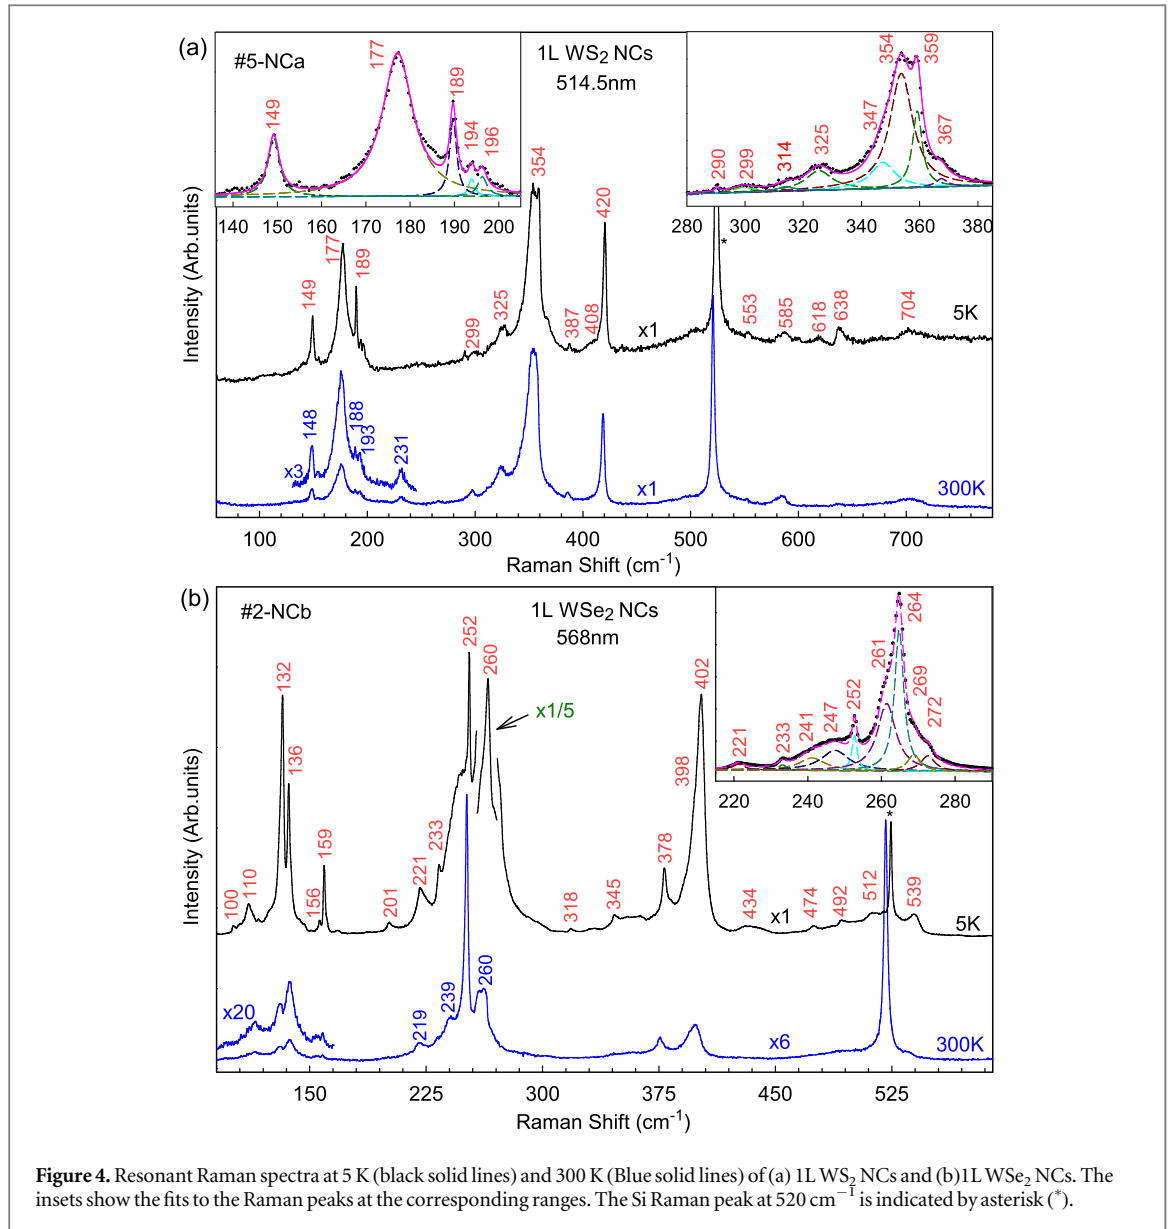 (a)
#5-NCa
1L WS2 NCs
514.5nm
149
177
189
194
196
140 150 160 170 180 190 200
290
299
314
325
347
354
359
367
280 300 320 340 360 380
Intensity (Arb.units)
149
177
189
299
325
354
387
408
420
x1
*
553
585
618
638
704
5K
x3
148
188
193
231
x1
300K
100 200 300 400 500 600 700
Raman Shift (cm-1)
(b)
#2-NCb
1L WSe2 NCs
568nm
221
233
241
247
252
261
264
269
272
220 240 260 280
Intensity (Arb.units)
100
110
132
136
156
159
201
221
233
252
260
x1/5
318
345
378
398
402
434
x1
474
492
512
*
539
5K
x20
219
239
260
x6
300K
150 225 300 375 450 525
Raman Shift (cm-1)
Figure 4. Resonant Raman spectra at 5 K (black solid lines) and 300 K (Blue solid lines) of (a) 1L WS2 NCs and (b)1L WSe2 NCs. The
insets show the fits to the Raman peaks at the corresponding ranges. The Si Raman peak at 520 cm−1 is indicated by asterisk (*).